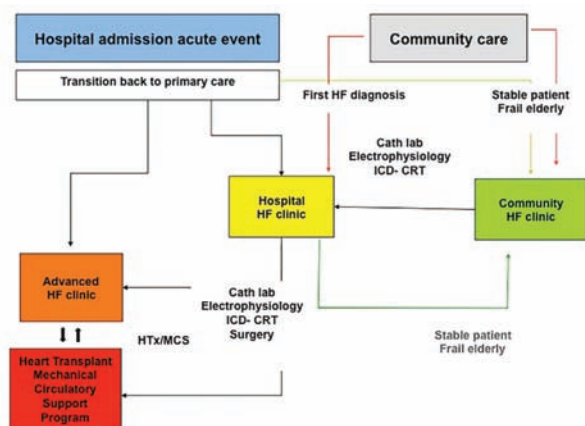 Hospital admission acute event
Community care
Transition back to primary care
First HF diagnosis
Stable patient
Frail elderly
Cath lab
Electrophysiology
ICD- CRT
Hospital
HF clinic
Community
HF clinic
Advanced
HF clinic
Cath lab
Electrophysiology
ICD- CRT
Surgery
HTx/MCS
Stable patient
Frail elderly
Heart Transplant
Mechanical
Circulatory
Support
Program